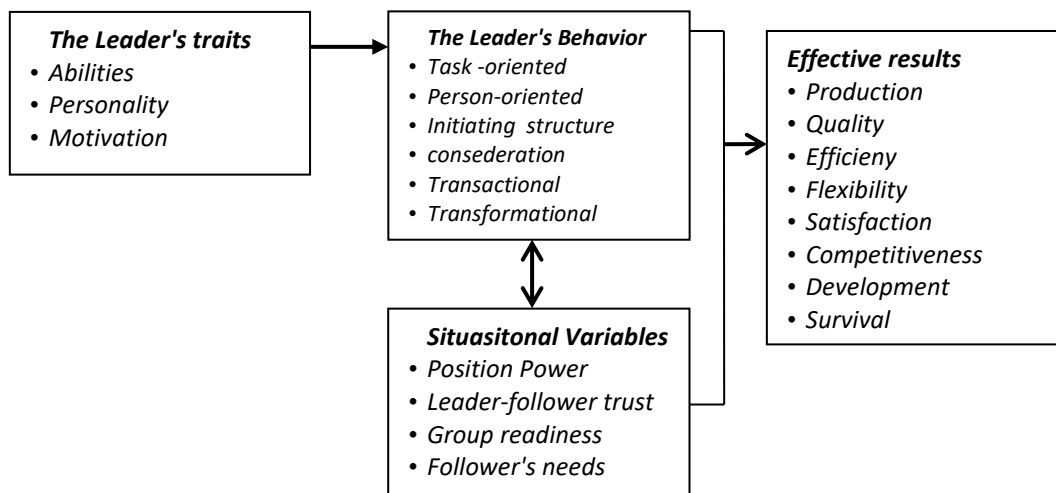 The Leader's traits
• Abilities
• Personality
• Motivation
The Leader's Behavior
• Task -oriented
• Person-oriented
• Initiating structure
• consederation
• Transactional
• Transformational
Situasitonal Variables
• Position Power
• Leader-follower trust
• Group readiness
• Follower's needs
Effective results
• Production
• Quality
• Efficieny
• Flexibility
• Satisfaction
• Competitiveness
• Development
• Survival